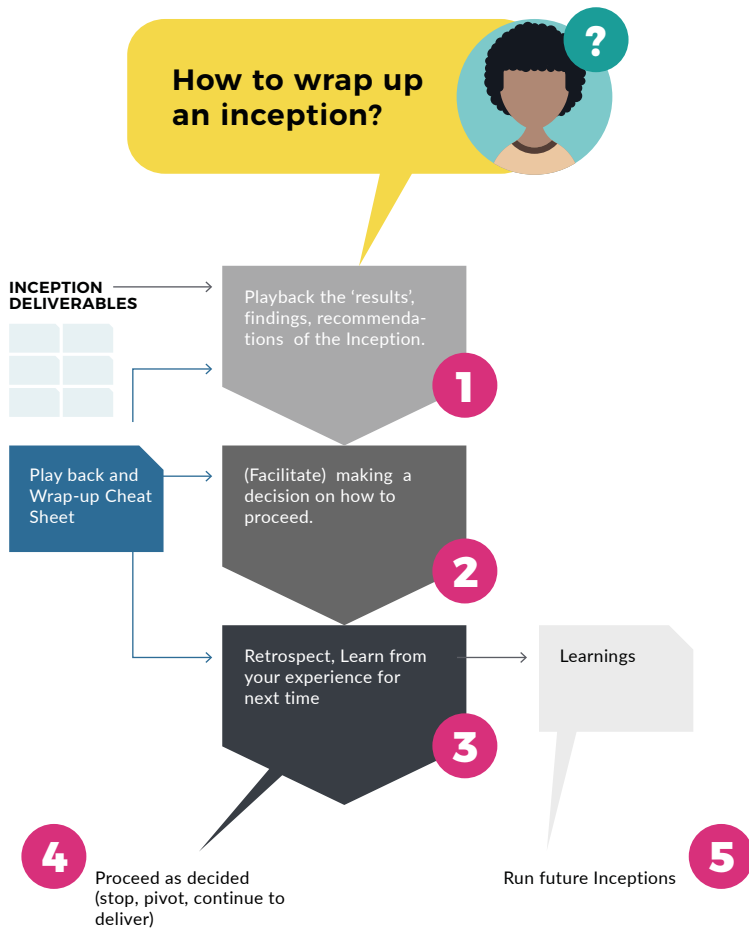 How to wrap up
an inception?
?
INCEPTION
DELIVERABLES
Playback the ‘results’,
findings, recommenda-
tions of the Inception.
1
Play back and
Wrap-up Cheat
Sheet
(Facilitate) making a
decision on how to
proceed.
2
Retrospect, Learn from
your experience for
next time
3
Learnings
4
Proceed as decided
(stop, pivot, continue to
deliver)
Run future Inceptions
5